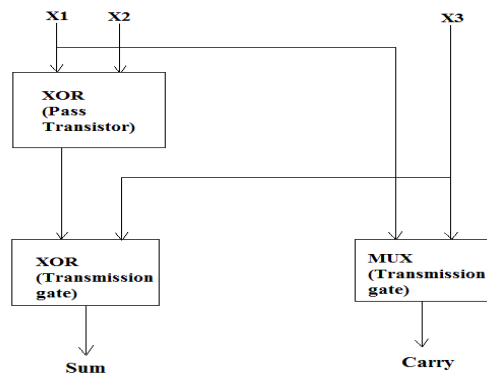 X1 X2 X3
XOR
(Pass
Transistor)
XOR
(Transmission
gate)
MUX
(Transmission
gate)
Sum
Carry